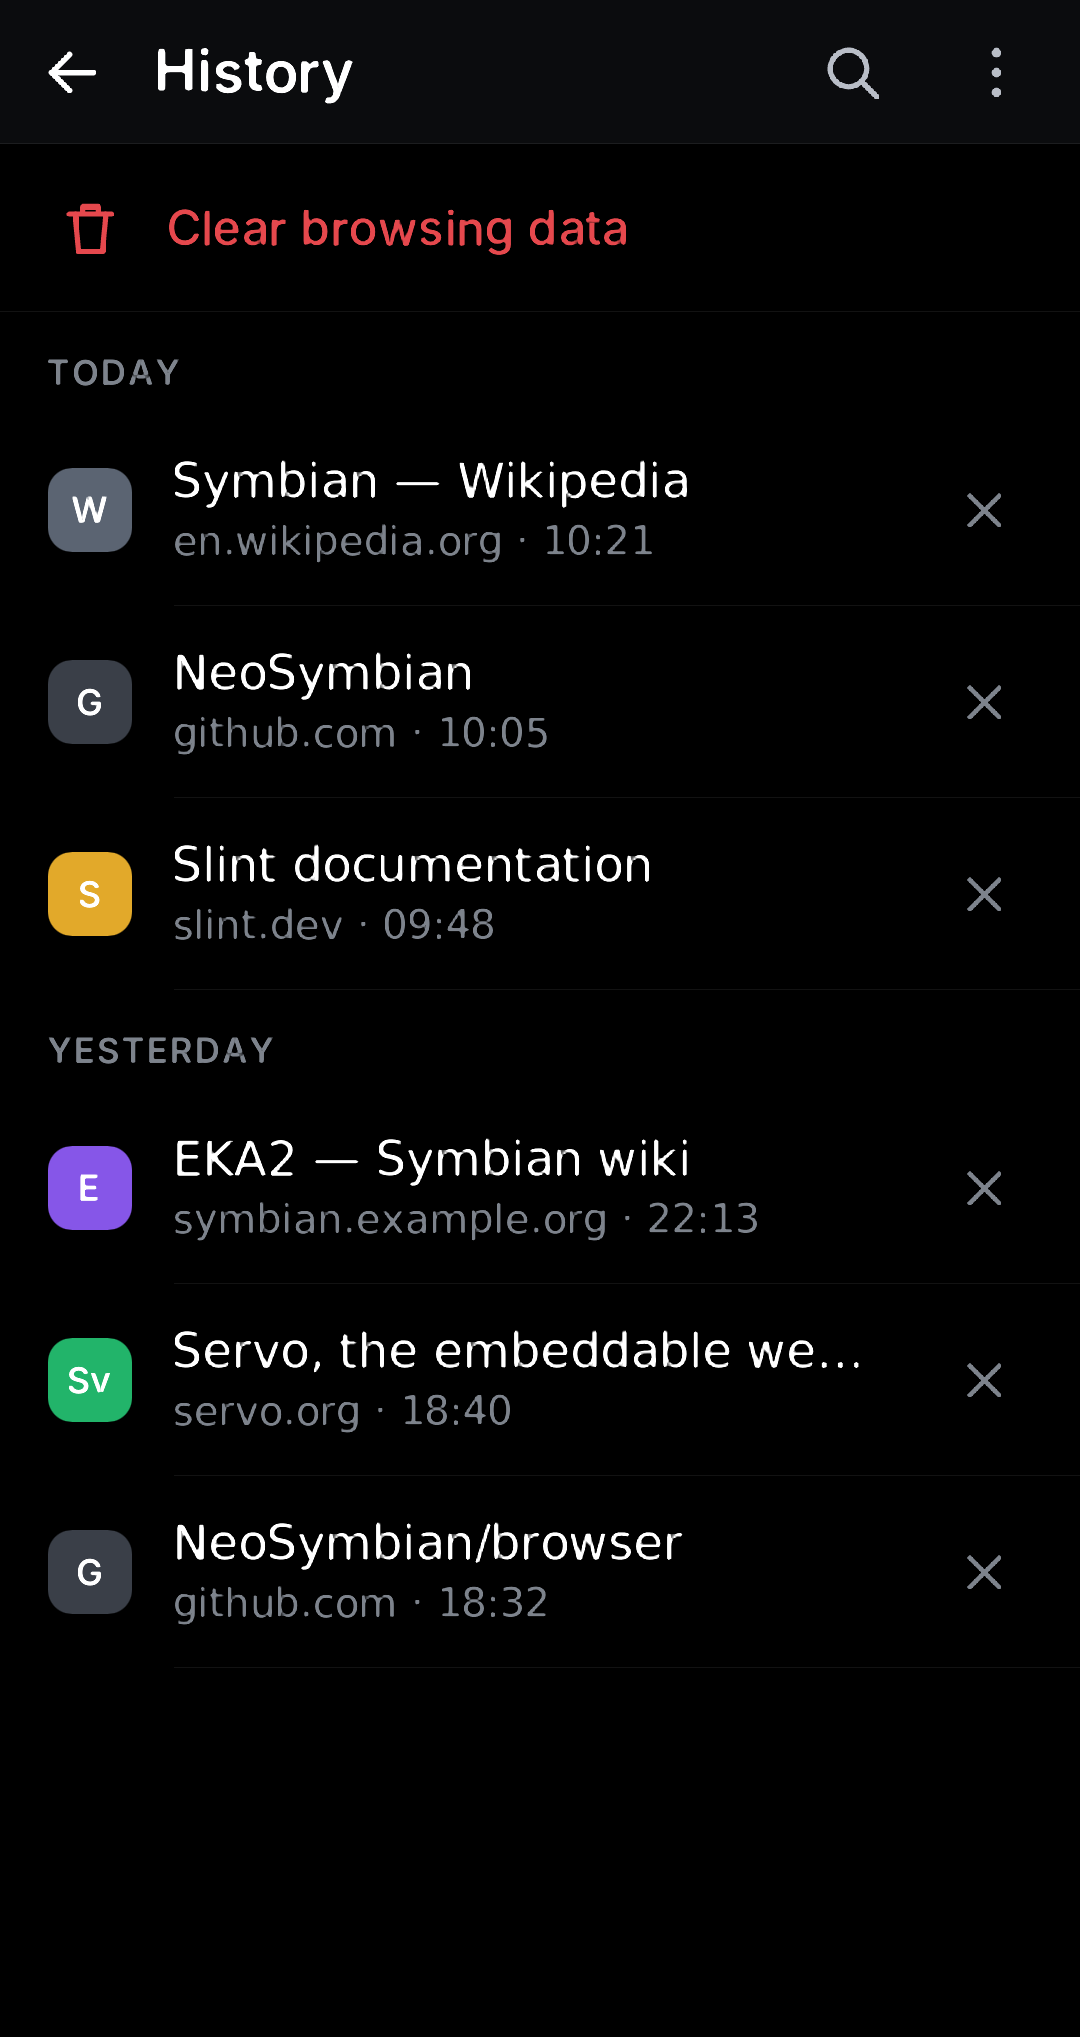 History
Clear browsing data
TODAY
W
Symbian — Wikipedia
en.wikipedia.org · 10:21
G
NeoSymbian
github.com · 10:05
S
Slint documentation
slint.dev · 09:48
YESTERDAY
E
EKA2 — Symbian wiki
symbian.example.org · 22:13
Sv
Servo, the embeddable we…
servo.org · 18:40
G
NeoSymbian/browser
github.com · 18:32